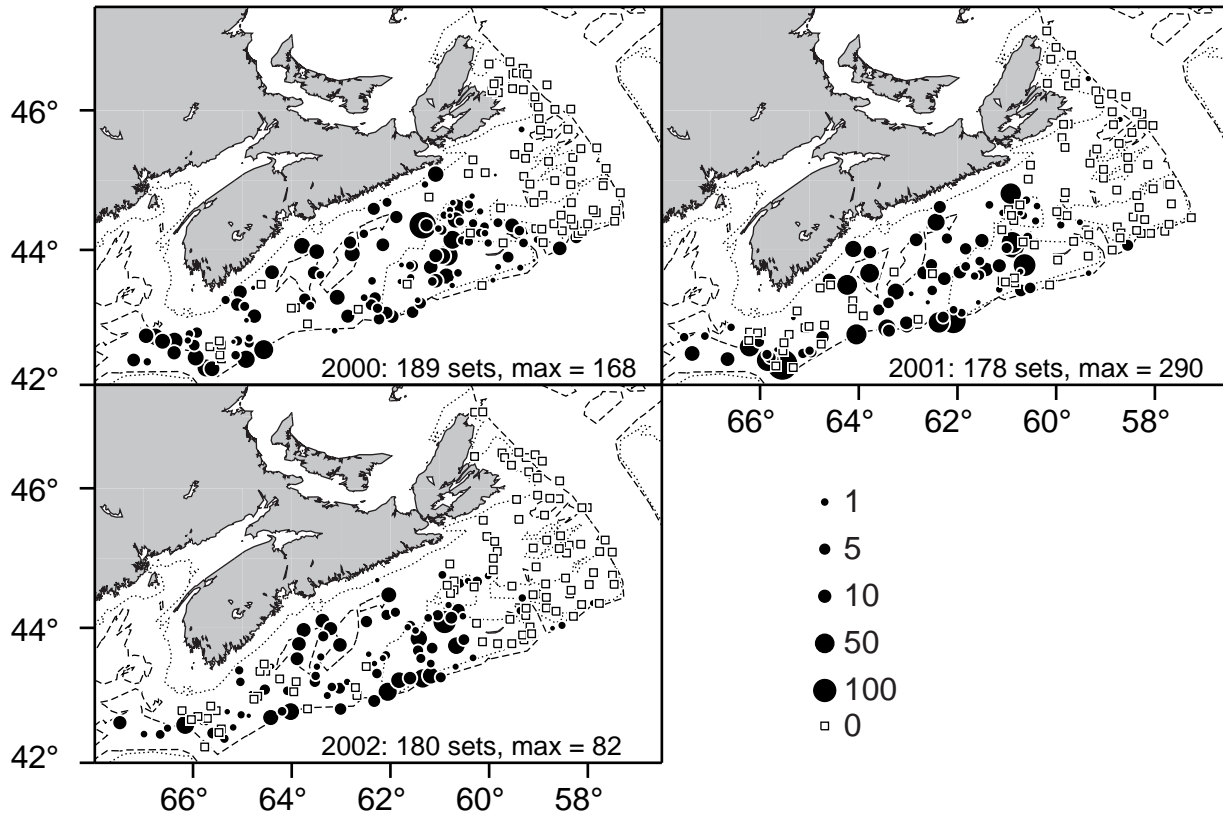 46°
44°
42°
2000: 189 sets, max = 168
2001: 178 sets, max = 290
66° 64° 62° 60° 58°
46°
44°
42°
2002: 180 sets, max = 82
66° 64° 62° 60° 58°
1
5
10
50
100
0